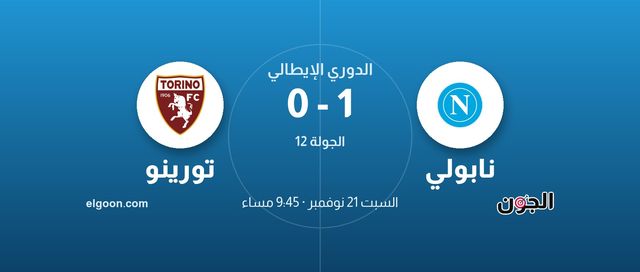 الدوري الإيطالي
TORINO
1906
FC
N
0 - 1
الجولة 12
نابولي
تورينو
السبت 21 نوفمبر · 9:45 مساء
الجون
elgoon.com